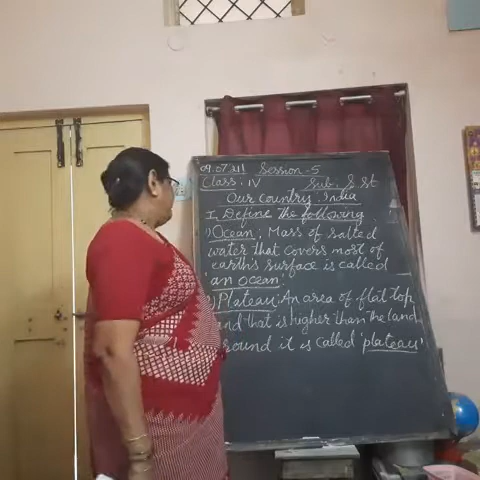 09.07.21 Session-5
Class: IV Sub: S.St
Our Country: India
I. Define the following
1) Ocean: Mass of salted
water that covers most of
earth's surface is called
'an ocean'.
2) Plateau: An area of flat top
land that is higher than the land
around it is called 'plateau'